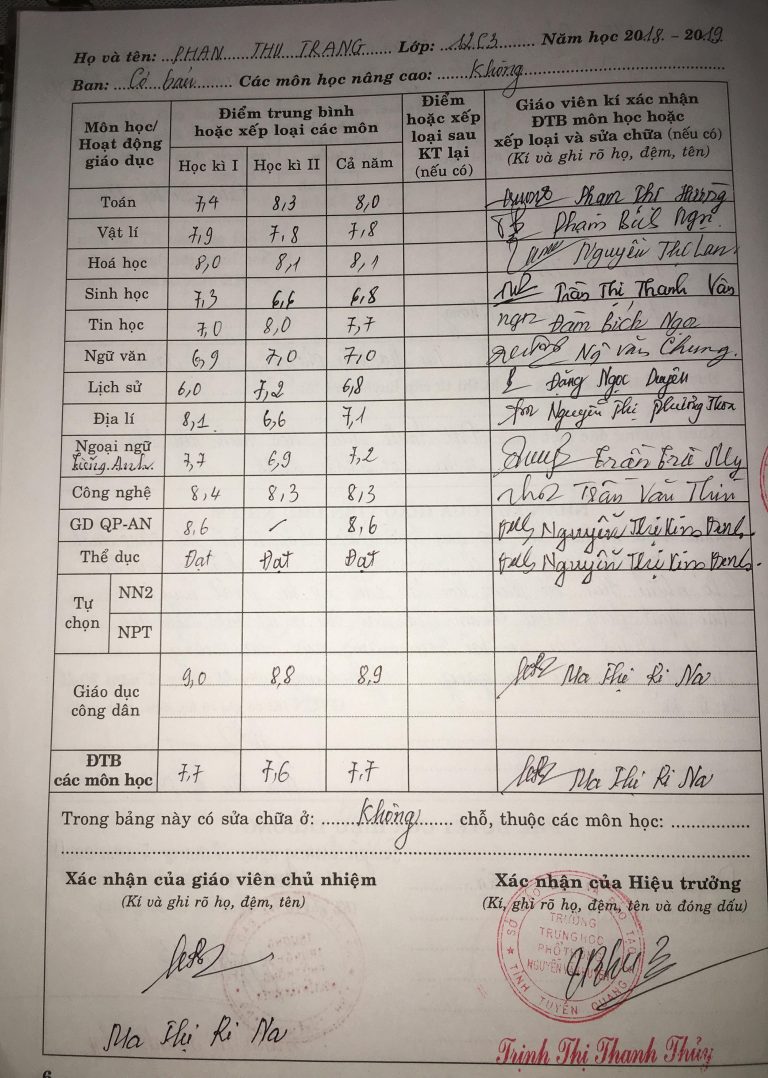 Họ và tên: PHAN THU TRANG Lớp: 12C3 Năm học 2018 - 2019
Ban: Cơ bản Các môn học nâng cao: Không
Môn học/ Hoạt động giáo dục
Điểm trung bình hoặc xếp loại các môn
Học kì I Học kì II Cả năm
Điểm hoặc xếp loại sau KT lại (nếu có)
Giáo viên kí xác nhận ĐTB môn học hoặc xếp loại và sửa chữa (nếu có) (Kí và ghi rõ họ, đệm, tên)
Toán 7,4 8,3 8,0 Phạm Thị Hường
Vật lí 7,9 7,8 7,8 Phạm Bích Ngọc
Hoá học 8,0 8,1 8,1 Nguyễn Thị Lan
Sinh học 7,3 6,6 6,8 Trần Thị Thanh Vân
Tin học 7,0 8,0 7,7 Đàm Bích Ngọc
Ngữ văn 6,9 7,0 7,0 Ngô Văn Chung
Lịch sử 6,0 7,2 6,8 Đặng Ngọc Duyên
Địa lí 8,1 6,6 7,1 Nguyễn Thị Phương Thoa
Ngoại ngữ Tiếng Anh 7,7 6,9 7,2 Trần Trà My
Công nghệ 8,4 8,3 8,3 Trần Văn Thìn
GD QP-AN 8,6 / 8,6 Nguyễn Thị Kim Định
Thể dục Đạt Đạt Đạt Nguyễn Thị Kim Định
Tự chọn
NN2
NPT
Giáo dục công dân 9,0 8,8 8,9 Ma Thị Ri Na
ĐTB các môn học 7,7 7,6 7,7 Ma Thị Ri Na
Trong bảng này có sửa chữa ở: Không chỗ, thuộc các môn học:
Xác nhận của giáo viên chủ nhiệm
(Kí và ghi rõ họ, đệm, tên)
Xác nhận của Hiệu trưởng
(Kí, ghi rõ họ, đệm, tên và đóng dấu)
TRƯỜNG
TRUNG HỌC
TỈNH TUYÊN QUANG
Ma Thị Ri Na
Trịnh Thị Thanh Thủy
6